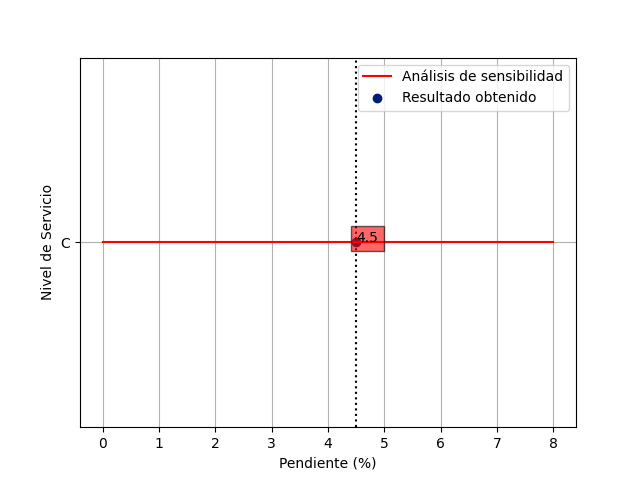 Análisis de sensibilidad
Resultado obtenido
Nivel de Servicio
C
4.5
0 1 2 3 4 5 6 7 8
Pendiente (%)